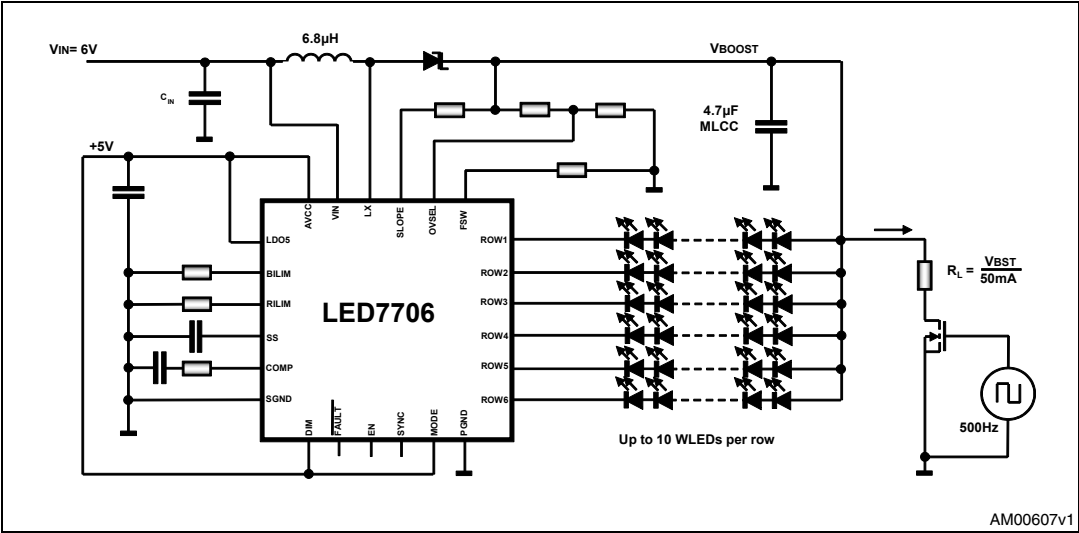 VIN= 6V
6.8µH
VBOOST
CIN
4.7µF
MLCC
+5V
AVCC
VIN
LX
SLOPE
OVSEL
FSW
LDO5
BILIM
RILIM
SS
COMP
SGND
LED7706
ROW1
ROW2
ROW3
ROW4
ROW5
ROW6
DIM
FAULT
EN
SYNC
MODE
PGND
Up to 10 WLEDs per row
RL = VBST
50mA
500Hz
AM00607v1